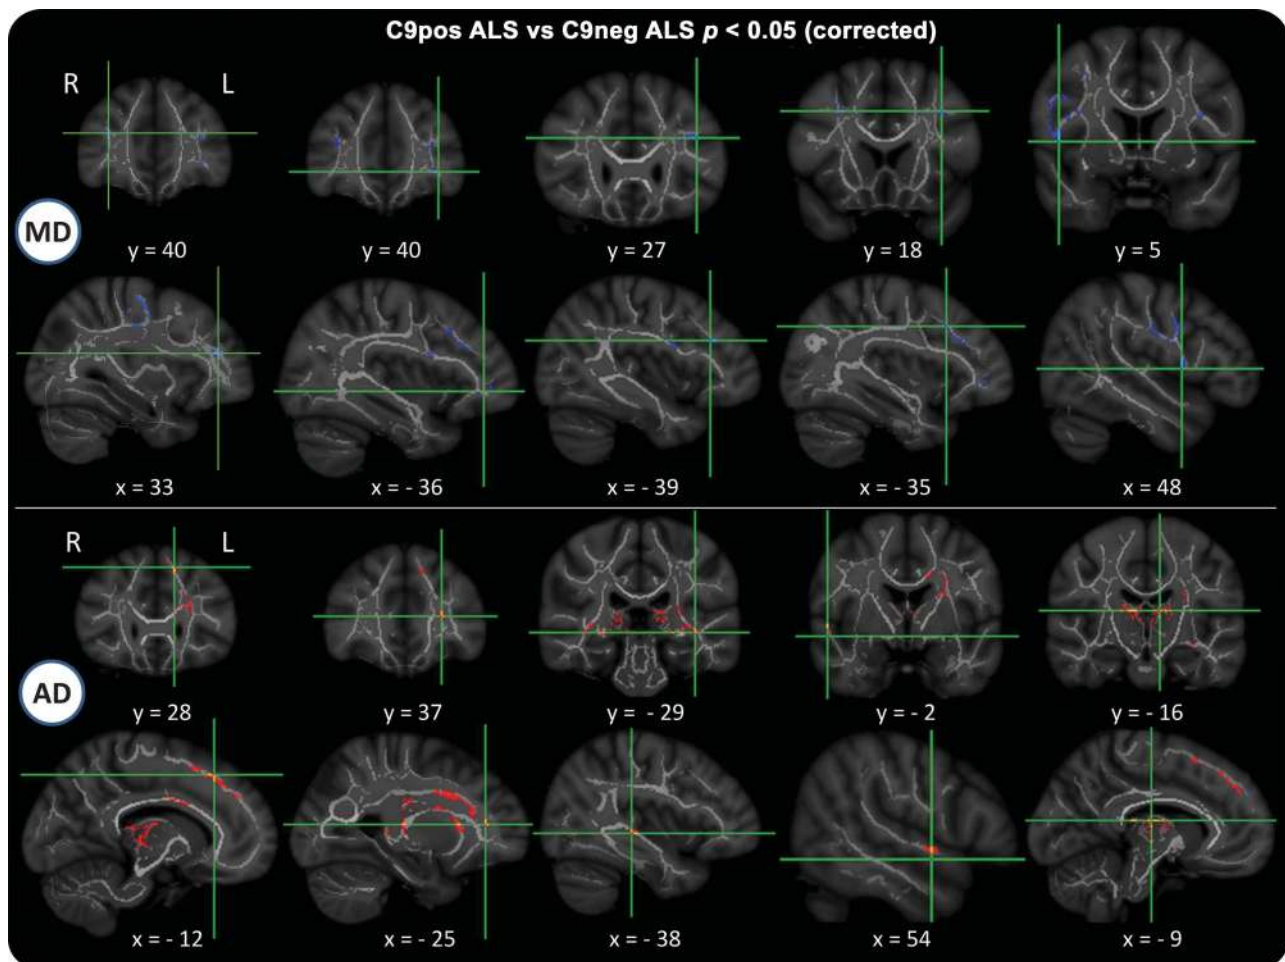 C9pos ALS vs C9neg ALS p < 0.05 (corrected)
R L
MD
y = 40 y = 40 y = 27 y = 18 y = 5
x = 33 x = - 36 x = - 39 x = - 35 x = 48
R L
AD
y = 28 y = 37 y = - 29 y = - 2 y = - 16
x = - 12 x = - 25 x = - 38 x = 54 x = - 9